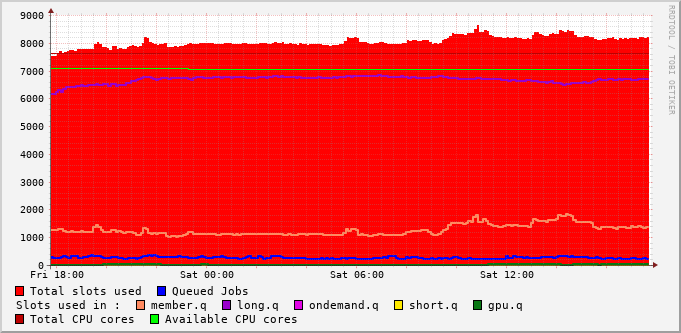 9000
8000
7000
6000
5000
4000
3000
2000
1000
0
Fri 18:00 Sat 00:00 Sat 06:00 Sat 12:00
Total slots used Queued Jobs
Slots used in : member.q long.q ondemand.q short.q gpu.q
Total CPU cores Available CPU cores
RRDTOOL / TOBI OETIKER